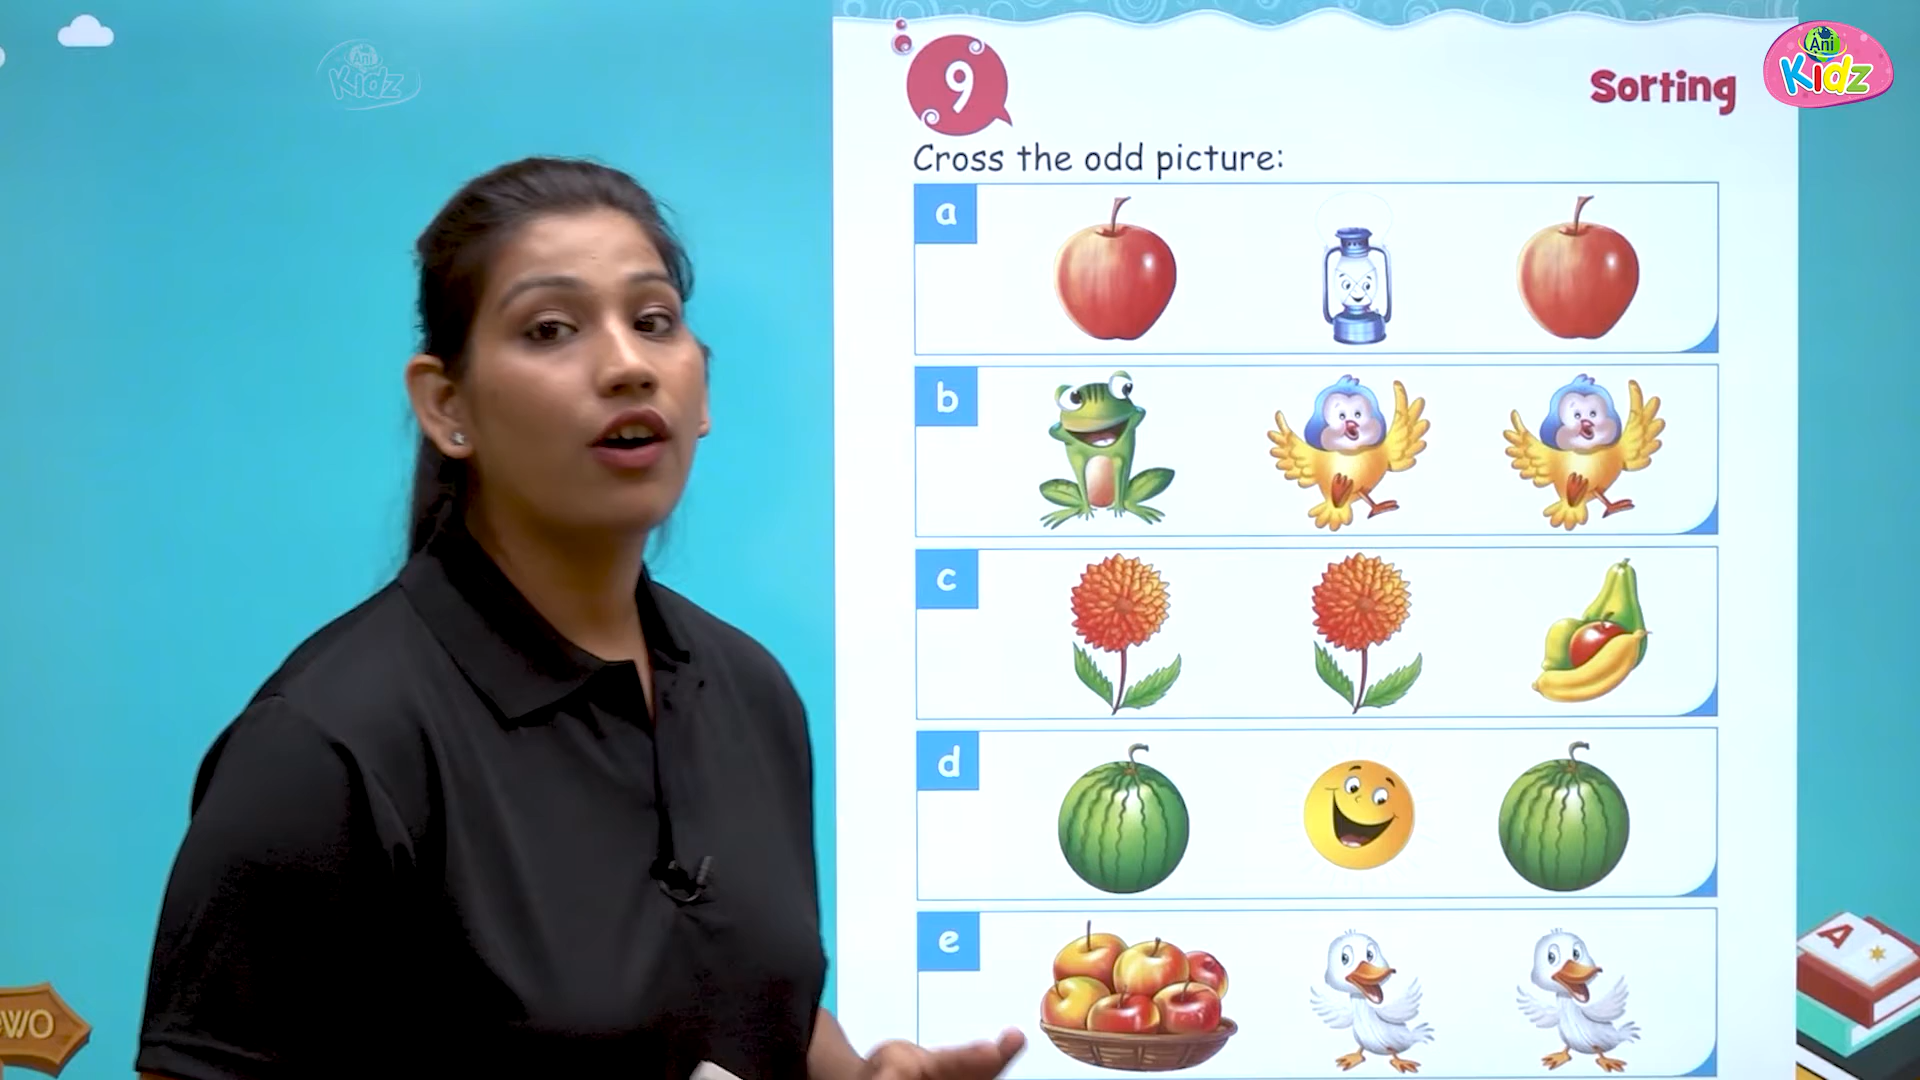 Ani
Kidz
9
Sorting
Ani
Kidz
Cross the odd picture:
a
b
c
d
e
A